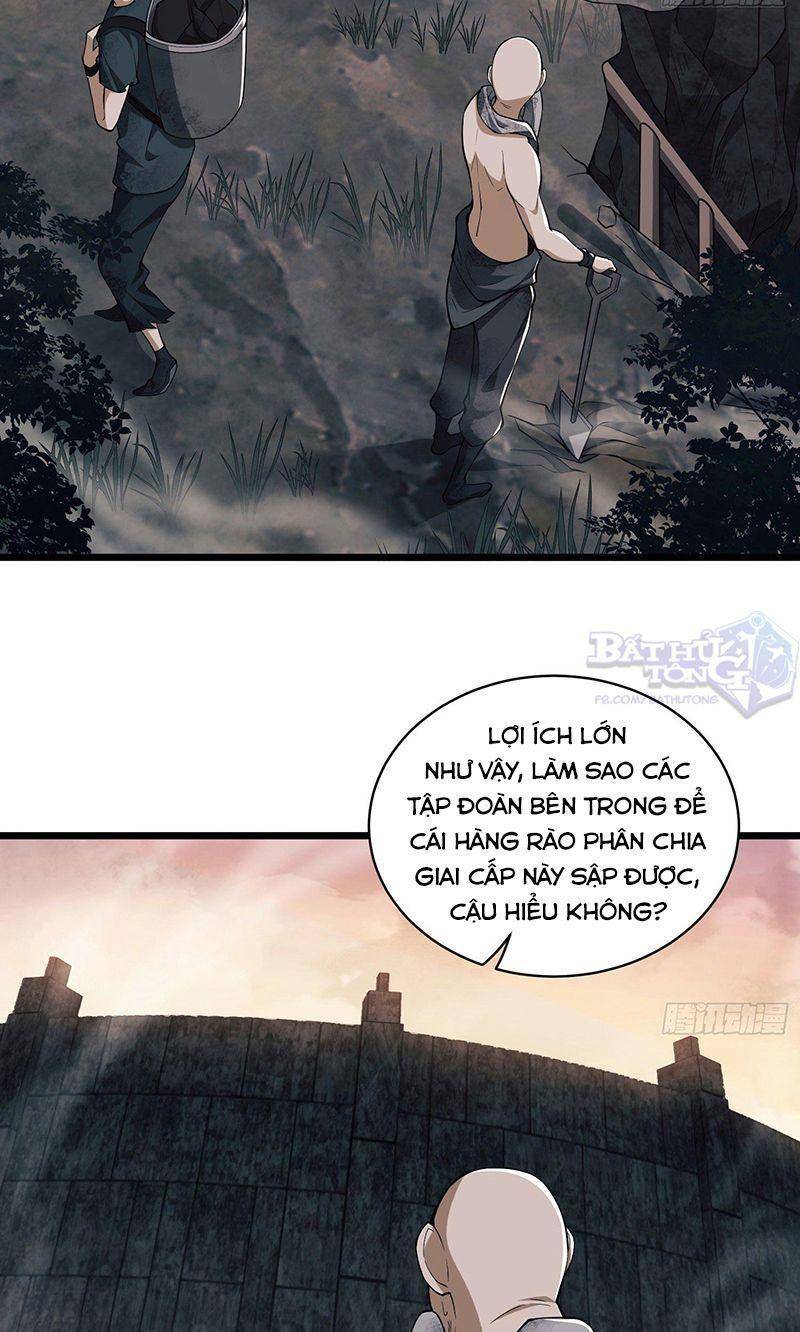 BẤT HỦ
TÔNG
FB.COM/BATHUTONG
LỢI ÍCH LỚN
NHƯ VẬY, LÀM SAO CÁC
TẬP ĐOÀN BÊN TRONG ĐỂ
CÁI HÀNG RÀO PHÂN CHIA
GIAI CẤP NÀY SẬP ĐƯỢC,
CẬU HIỂU KHÔNG?
腾讯动漫